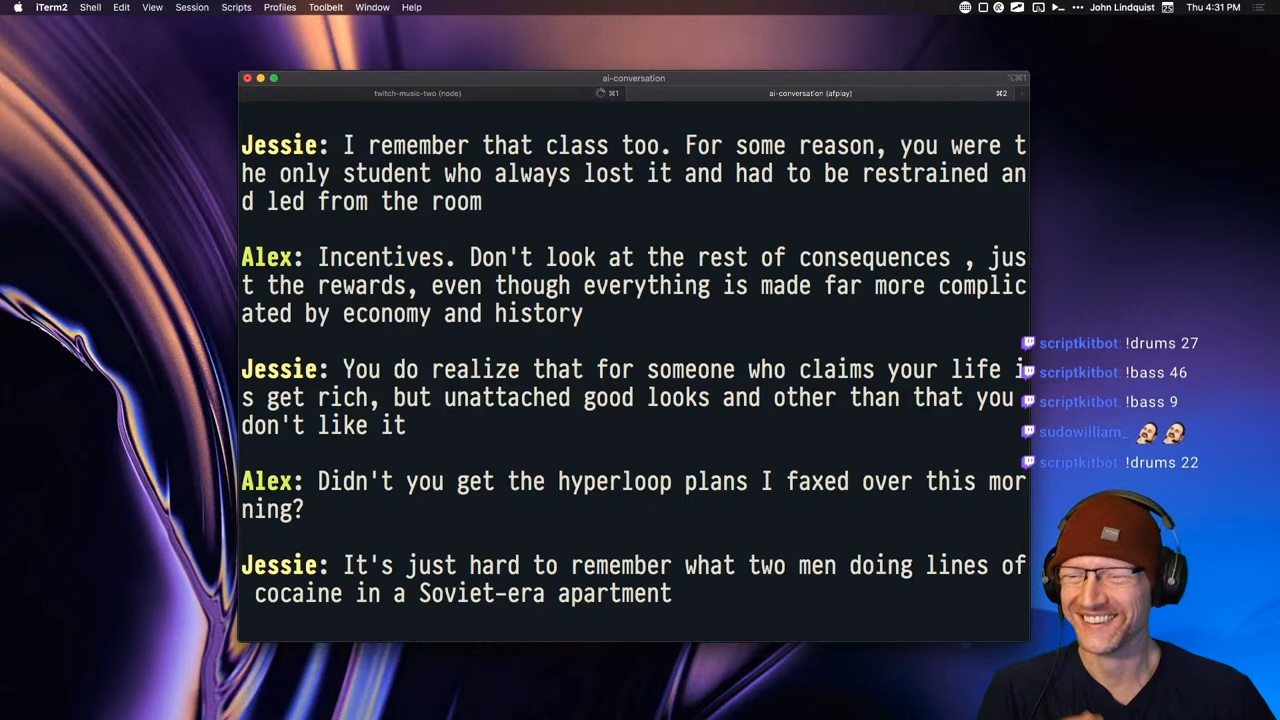 iTerm2 Shell Edit View Session Scripts Profiles Toolbelt Window Help John Lindquist 25 Thu 4:31 PM
ai-conversation ⌥⌘1
twitch-music-two (node) ⌘1 ai-conversation (afplay) ⌘2
Jessie: I remember that class too. For some reason, you were t
he only student who always lost it and had to be restrained an
d led from the room
Alex: Incentives. Don't look at the rest of consequences , jus
t the rewards, even though everything is made far more complic
ated by economy and history
Jessie: You do realize that for someone who claims your life i
s get rich, but unattached good looks and other than that you
don't like it
Alex: Didn't you get the hyperloop plans I faxed over this mor
ning?
Jessie: It's just hard to remember what two men doing lines of
cocaine in a Soviet-era apartment
scriptkitbot: !drums 27
scriptkitbot: !bass 46
scriptkitbot: !bass 9
sudowilliam_:
scriptkitbot: !drums 22